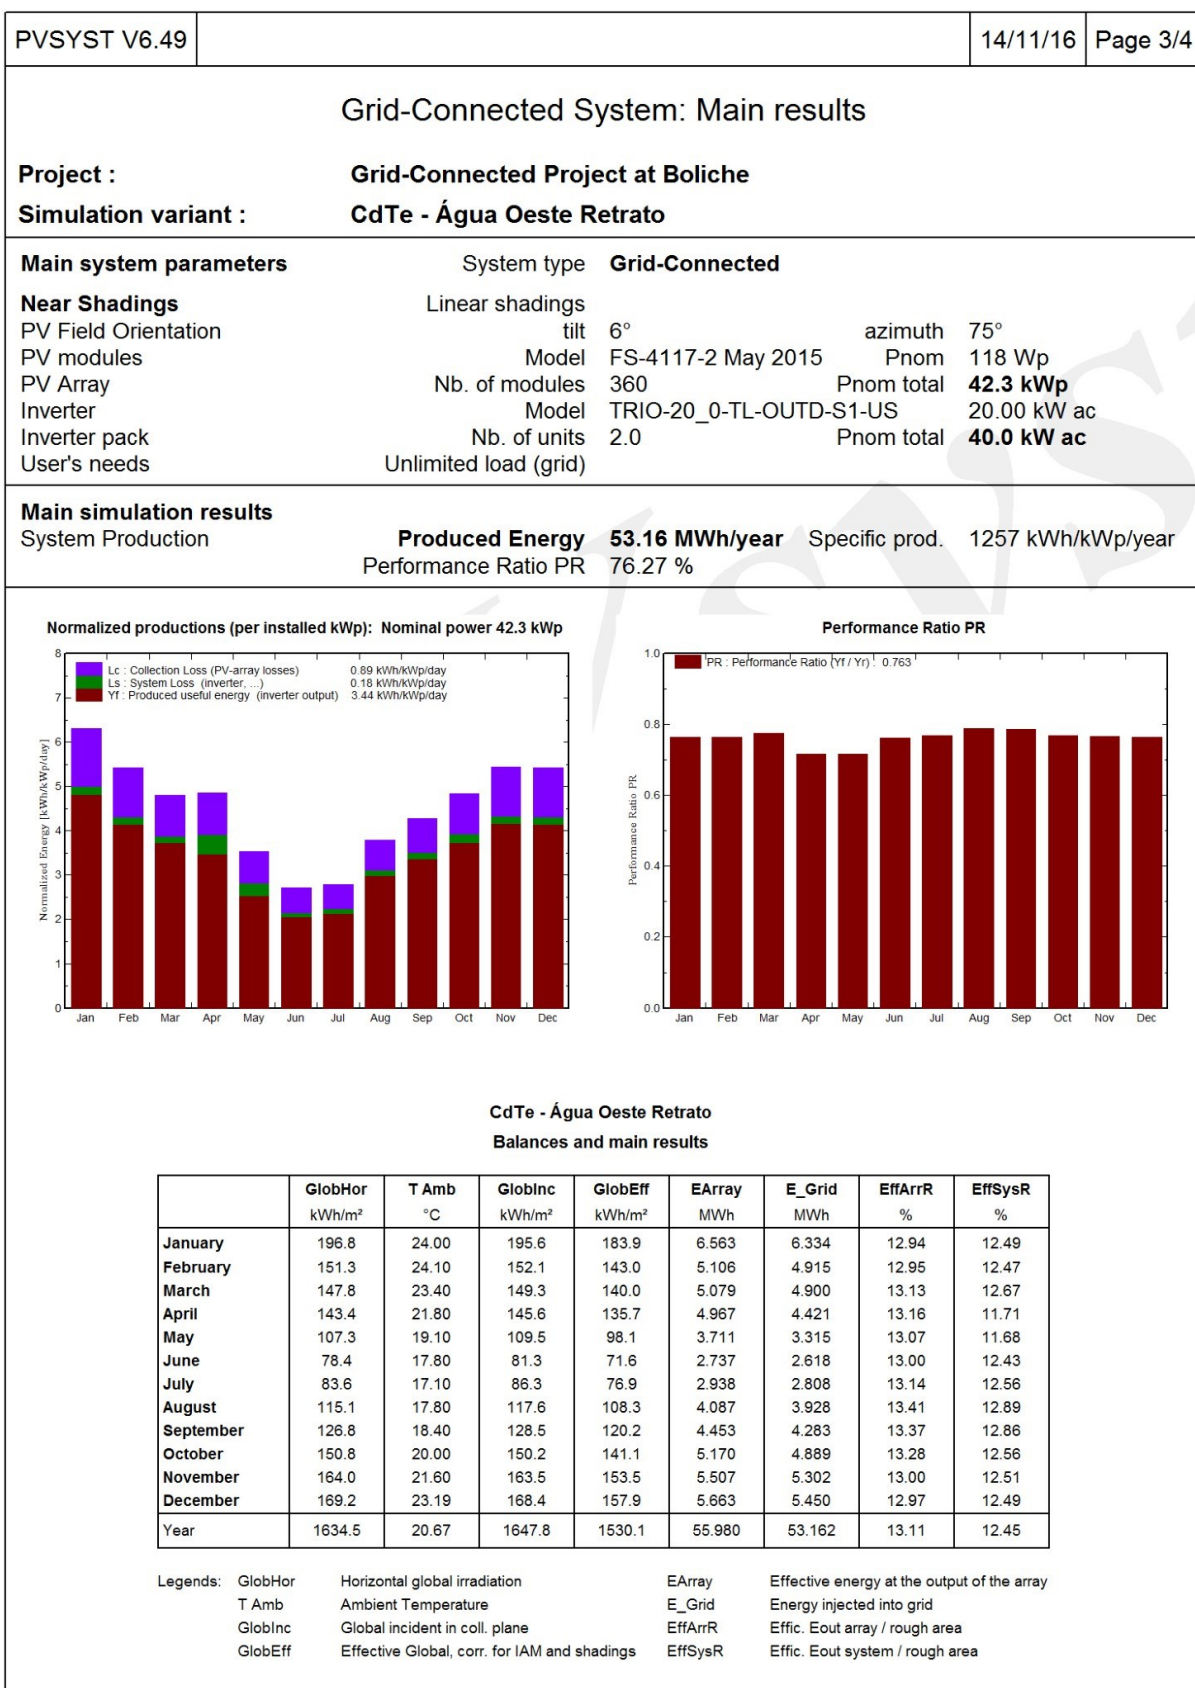 PVSYST V6.49 14/11/16 Page 3/4
Grid-Connected System: Main results
Project : Grid-Connected Project at Boliche
Simulation variant : CdTe - Água Oeste Retrato
Main system parameters System type Grid-Connected
Near Shadings Linear shadings
PV Field Orientation tilt 6° azimuth 75°
PV modules Model FS-4117-2 May 2015 Pnom 118 Wp
PV Array Nb. of modules 360 Pnom total 42.3 kWp
Inverter Model TRIO-20_0-TL-OUTD-S1-US 20.00 kW ac
Inverter pack Nb. of units 2.0 Pnom total 40.0 kW ac
User's needs Unlimited load (grid)
Main simulation results
System Production Produced Energy 53.16 MWh/year Specific prod. 1257 kWh/kWp/year
Performance Ratio PR 76.27 %
Normalized productions (per installed kWp): Nominal power 42.3 kWp
Lc : Collection Loss (PV-array losses) 0.89 kWh/kWp/day
Ls : System Loss (inverter, ...) 0.18 kWh/kWp/day
Yf : Produced useful energy (inverter output) 3.44 kWh/kWp/day
Normalized Energy [kWh/kWp/day]
8
7
6
5
4
3
2
1
0
Jan Feb Mar Apr May Jun Jul Aug Sep Oct Nov Dec
Performance Ratio PR
PR : Performance Ratio (Yf / Yr) : 0.763
Performance Ratio PR
1.0
0.8
0.6
0.4
0.2
0.0
Jan Feb Mar Apr May Jun Jul Aug Sep Oct Nov Dec
CdTe - Água Oeste Retrato
Balances and main results
GlobHor T Amb GlobInc GlobEff EArray E_Grid EffArrR EffSysR
kWh/m² °C kWh/m² kWh/m² MWh MWh % %
January 196.8 24.00 195.6 183.9 6.563 6.334 12.94 12.49
February 151.3 24.10 152.1 143.0 5.106 4.915 12.95 12.47
March 147.8 23.40 149.3 140.0 5.079 4.900 13.13 12.67
April 143.4 21.80 145.6 135.7 4.967 4.421 13.16 11.71
May 107.3 19.10 109.5 98.1 3.711 3.315 13.07 11.68
June 78.4 17.80 81.3 71.6 2.737 2.618 13.00 12.43
July 83.6 17.10 86.3 76.9 2.938 2.808 13.14 12.56
August 115.1 17.80 117.6 108.3 4.087 3.928 13.41 12.89
September 126.8 18.40 128.5 120.2 4.453 4.283 13.37 12.86
October 150.8 20.00 150.2 141.1 5.170 4.889 13.28 12.56
November 164.0 21.60 163.5 153.5 5.507 5.302 13.00 12.51
December 169.2 23.19 168.4 157.9 5.663 5.450 12.97 12.49
Year 1634.5 20.67 1647.8 1530.1 55.980 53.162 13.11 12.45
Legends: GlobHor Horizontal global irradiation EArray Effective energy at the output of the array
T Amb Ambient Temperature E_Grid Energy injected into grid
GlobInc Global incident in coll. plane EffArrR Effic. Eout array / rough area
GlobEff Effective Global, corr. for IAM and shadings EffSysR Effic. Eout system / rough area